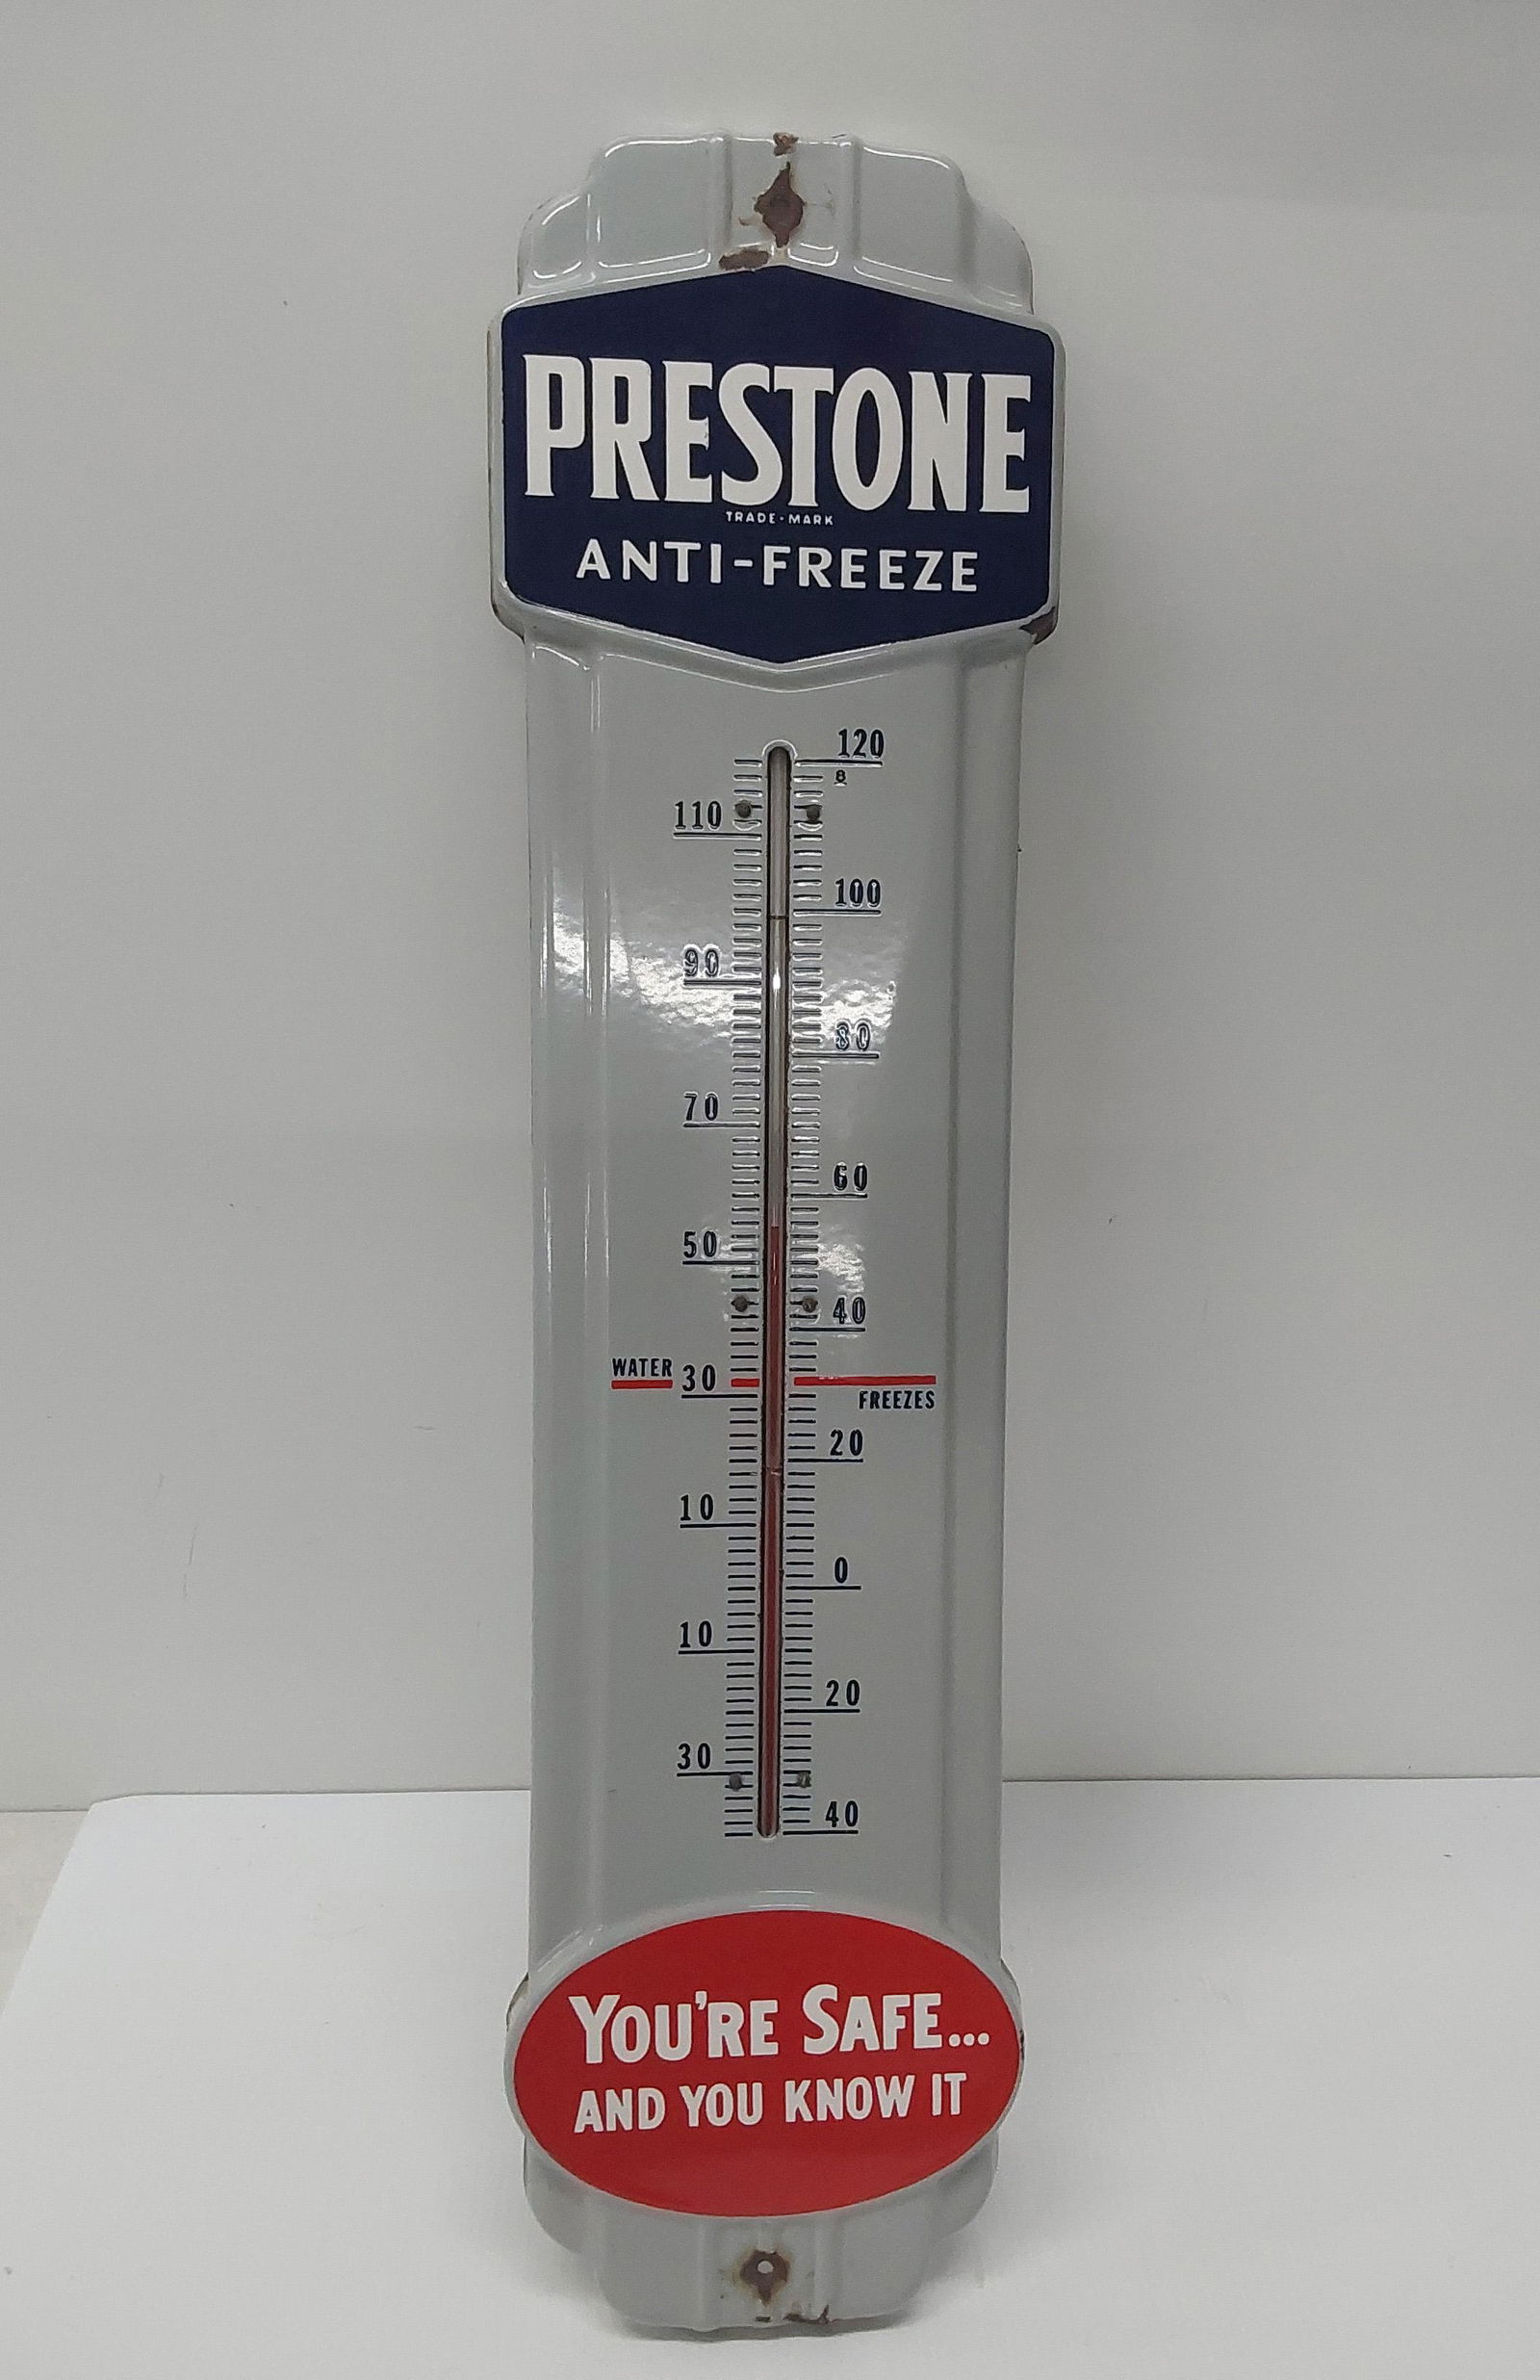 PRESTONE
TRADE-MARK
ANTI-FREEZE
120
8
110
100
90
80
70
60
50
40
WATER 30
FREEZES
20
10
0
10
20
30
40
YOU'RE SAFE...
AND YOU KNOW IT